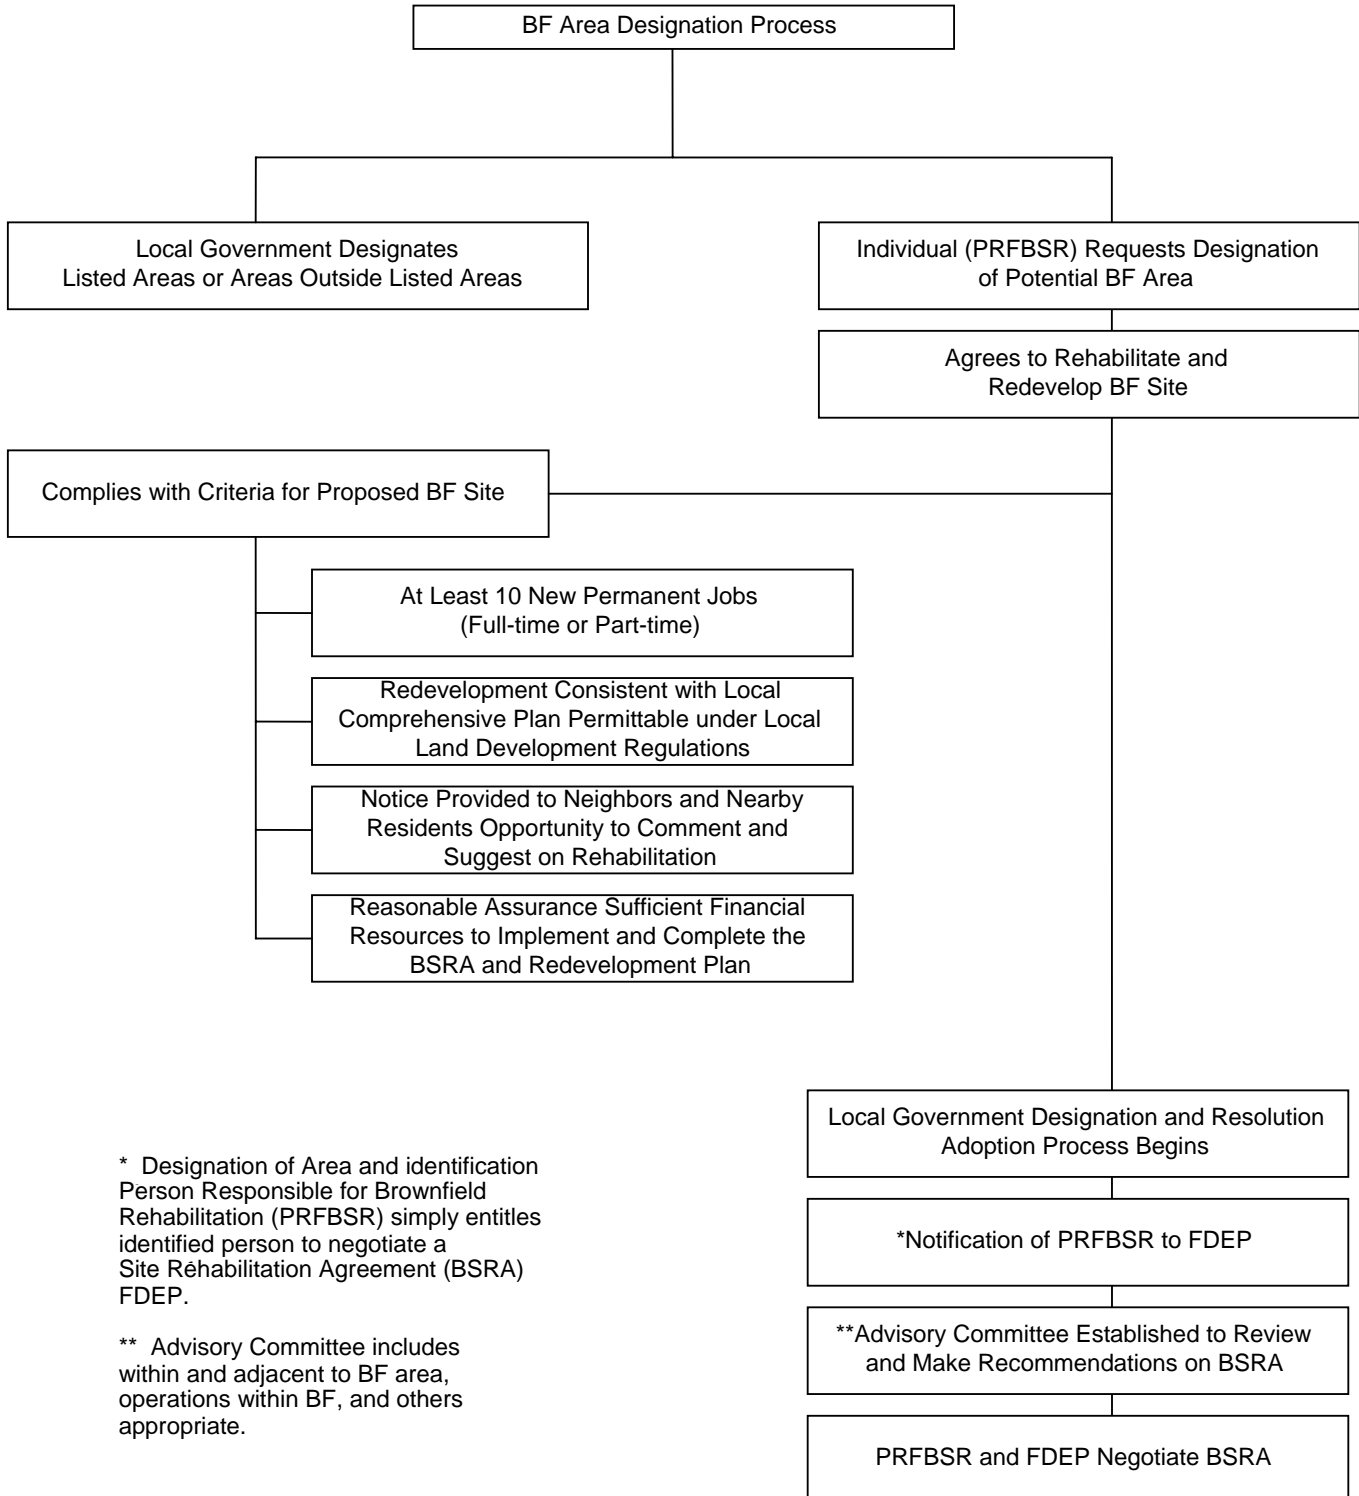 BF Area Designation Process
Local Government Designates
Listed Areas or Areas Outside Listed Areas
Individual (PRFBSR) Requests Designation
of Potential BF Area
Agrees to Rehabilitate and
Redevelop BF Site
Complies with Criteria for Proposed BF Site
At Least 10 New Permanent Jobs
(Full-time or Part-time)
Redevelopment Consistent with Local
Comprehensive Plan Permittable under Local
Land Development Regulations
Notice Provided to Neighbors and Nearby
Residents Opportunity to Comment and
Suggest on Rehabilitation
Reasonable Assurance Sufficient Financial
Resources to Implement and Complete the
BSRA and Redevelopment Plan
Local Government Designation and Resolution
Adoption Process Begins
*Notification of PRFBSR to FDEP
**Advisory Committee Established to Review
and Make Recommendations on BSRA
PRFBSR and FDEP Negotiate BSRA
* Designation of Area and identification
Person Responsible for Brownfield
Rehabilitation (PRFBSR) simply entitles
identified person to negotiate a
Site Rehabilitation Agreement (BSRA)
FDEP.
** Advisory Committee includes
within and adjacent to BF area,
operations within BF, and others
appropriate.